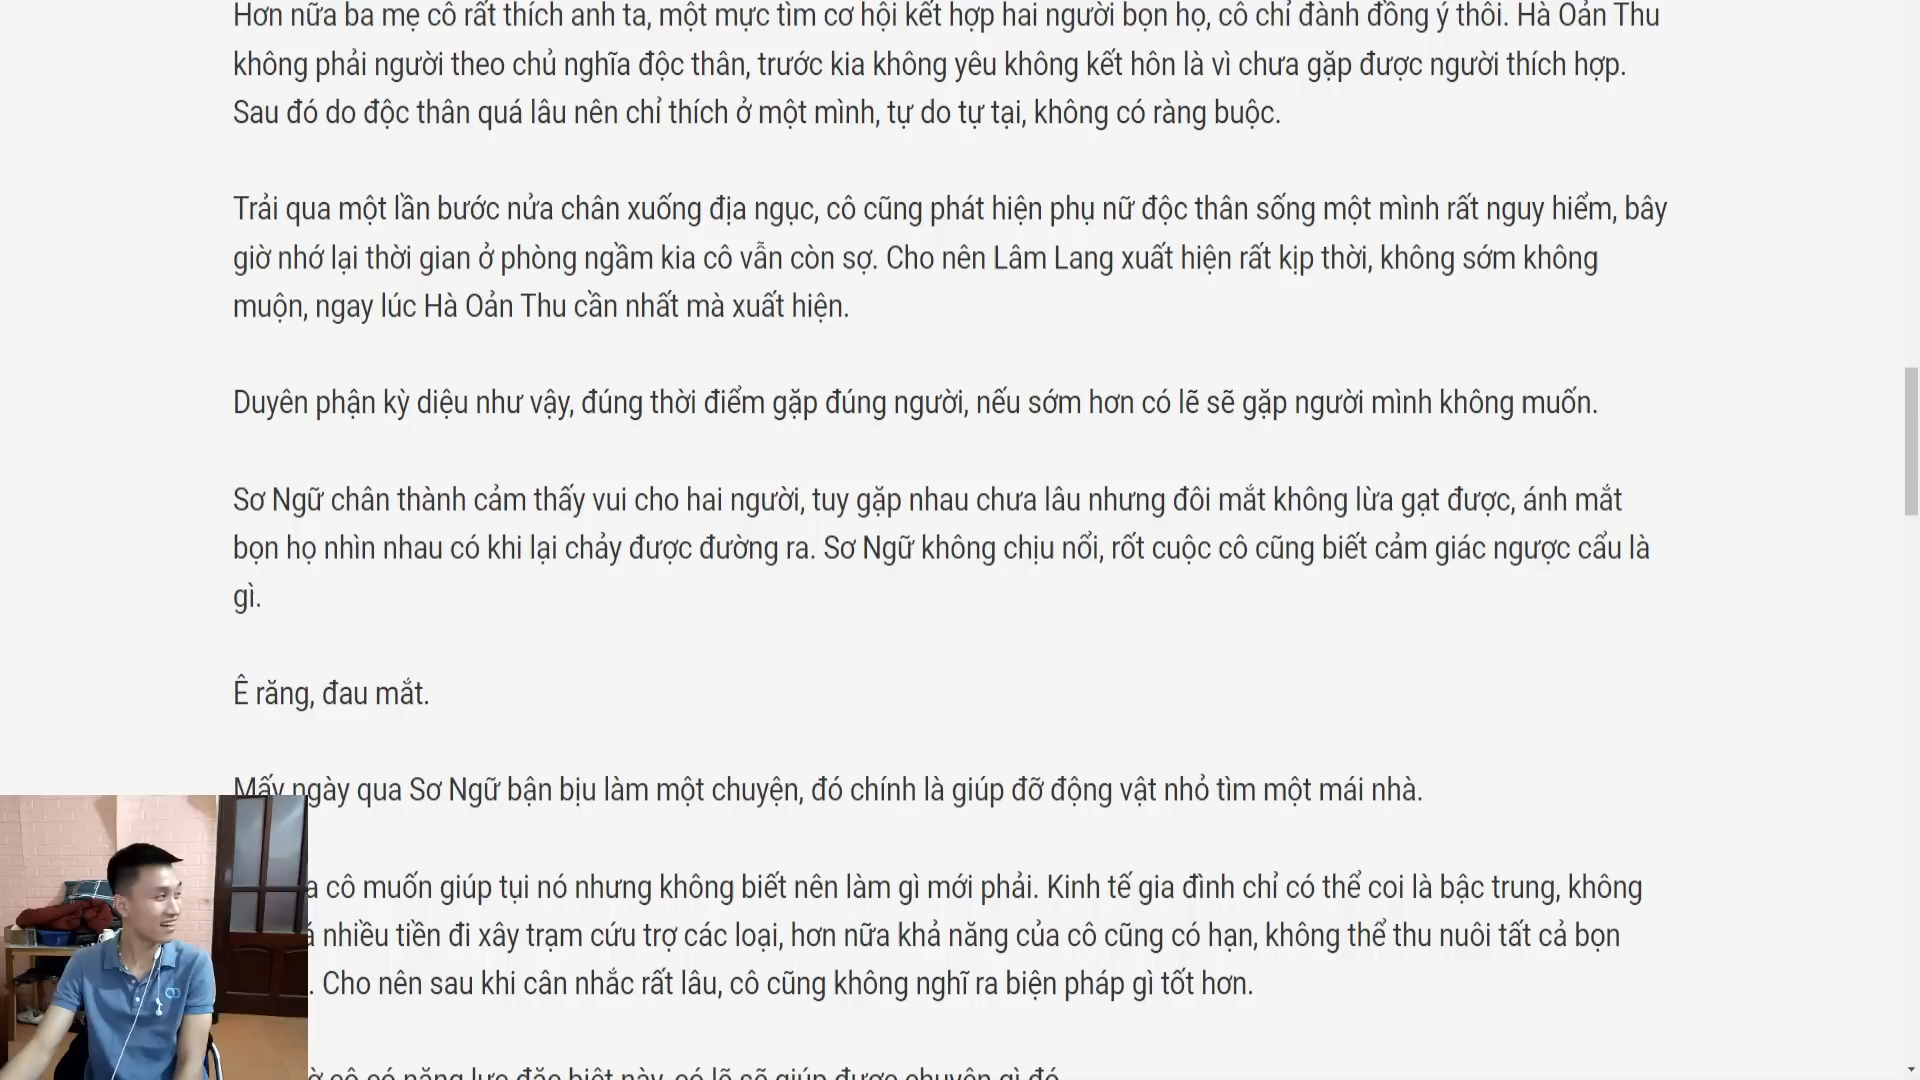 Hơn nữa ba mẹ cô rất thích anh ta, một mực tìm cơ hội kết hợp hai người bọn họ, cô chỉ đành đồng ý thôi. Hà Oản Thu
không phải người theo chủ nghĩa độc thân, trước kia không yêu không kết hôn là vì chưa gặp được người thích hợp.
Sau đó do độc thân quá lâu nên chỉ thích ở một mình, tự do tự tại, không có ràng buộc.
Trải qua một lần bước nửa chân xuống địa ngục, cô cũng phát hiện phụ nữ độc thân sống một mình rất nguy hiểm, bây
giờ nhớ lại thời gian ở phòng ngầm kia cô vẫn còn sợ. Cho nên Lâm Lang xuất hiện rất kịp thời, không sớm không
muộn, ngay lúc Hà Oản Thu cần nhất mà xuất hiện.
Duyên phận kỳ diệu như vậy, đúng thời điểm gặp đúng người, nếu sớm hơn có lẽ sẽ gặp người mình không muốn.
Sơ Ngữ chân thành cảm thấy vui cho hai người, tuy gặp nhau chưa lâu nhưng đôi mắt không lừa gạt được, ánh mắt
bọn họ nhìn nhau có khi lại chảy được đường ra. Sơ Ngữ không chịu nổi, rốt cuộc cô cũng biết cảm giác ngược cẩu là
gì.
Ê răng, đau mắt.
Mấy ngày qua Sơ Ngữ bận bịu làm một chuyện, đó chính là giúp đỡ động vật nhỏ tìm một mái nhà.
cô muốn giúp tụi nó nhưng không biết nên làm gì mới phải. Kinh tế gia đình chỉ có thể coi là bậc trung, không
nhiều tiền đi xây trạm cứu trợ các loại, hơn nữa khả năng của cô cũng có hạn, không thể thu nuôi tất cả bọn
. Cho nên sau khi cân nhắc rất lâu, cô cũng không nghĩ ra biện pháp gì tốt hơn.
cô có năng lực đặc biệt này, có lẽ sẽ giúp được chuyện gì đó.